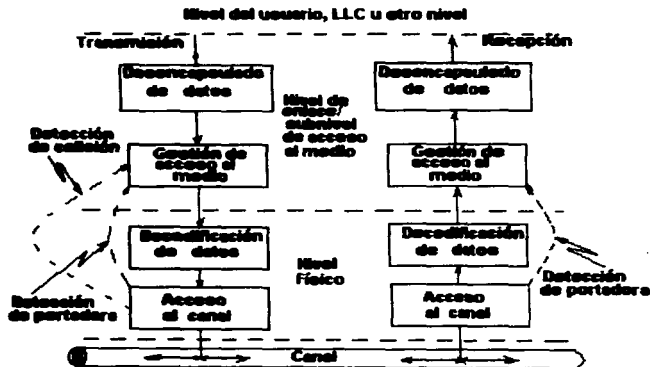 Nivel del usuario, LLC u otro nivel
Transmisión
Recepción
Desencapsulado
de datos
Desencapsulado
de datos
Nivel de
enlace/
subnivel
de acceso
al medio
Detección
de colisión
Gestión de
acceso al
medio
Gestión de
acceso al
medio
Decodificación
de datos
Decodificación
de datos
Nivel
Físico
Detección
de portadora
Acceso
al canal
Acceso
al canal
Detección
de portadora
Canal